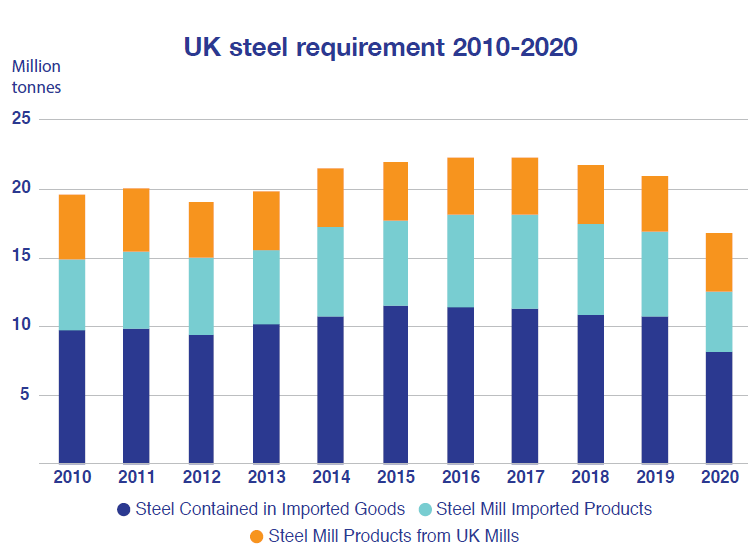 UK steel requirement 2010-2020
Million
tonnes
25
20
15
10
5
2010 2011 2012 2013 2014 2015 2016 2017 2018 2019 2020
Steel Contained in Imported Goods Steel Mill Imported Products
Steel Mill Products from UK Mills